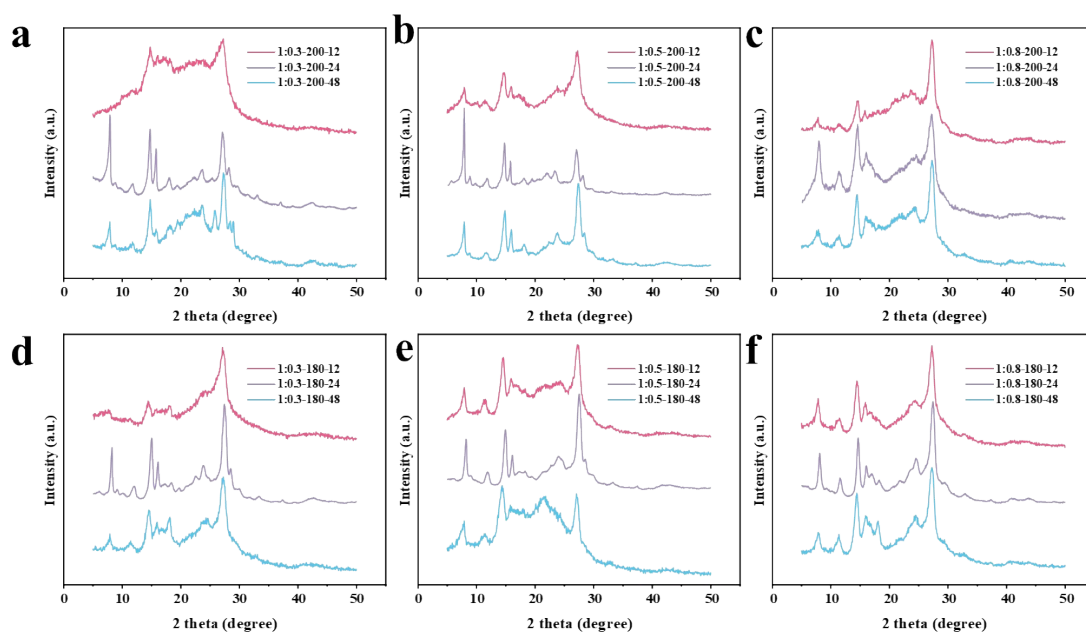 a
1:0.3-200-12
1:0.3-200-24
1:0.3-200-48
Intensity (a.u.)
0 10 20 30 40 50
2 theta (degree)
b
1:0.5-200-12
1:0.5-200-24
1:0.5-200-48
Intensity (a.u.)
0 10 20 30 40 50
2 theta (degree)
c
1:0.8-200-12
1:0.8-200-24
1:0.8-200-48
Intensity (a.u.)
0 10 20 30 40 50
2 theta (degree)
d
1:0.3-180-12
1:0.3-180-24
1:0.3-180-48
Intensity (a.u.)
0 10 20 30 40 50
2 theta (degree)
e
1:0.5-180-12
1:0.5-180-24
1:0.5-180-48
Intensity (a.u.)
0 10 20 30 40 50
2 theta (degree)
f
1:0.8-180-12
1:0.8-180-24
1:0.8-180-48
Intensity (a.u.)
0 10 20 30 40 50
2 theta (degree)